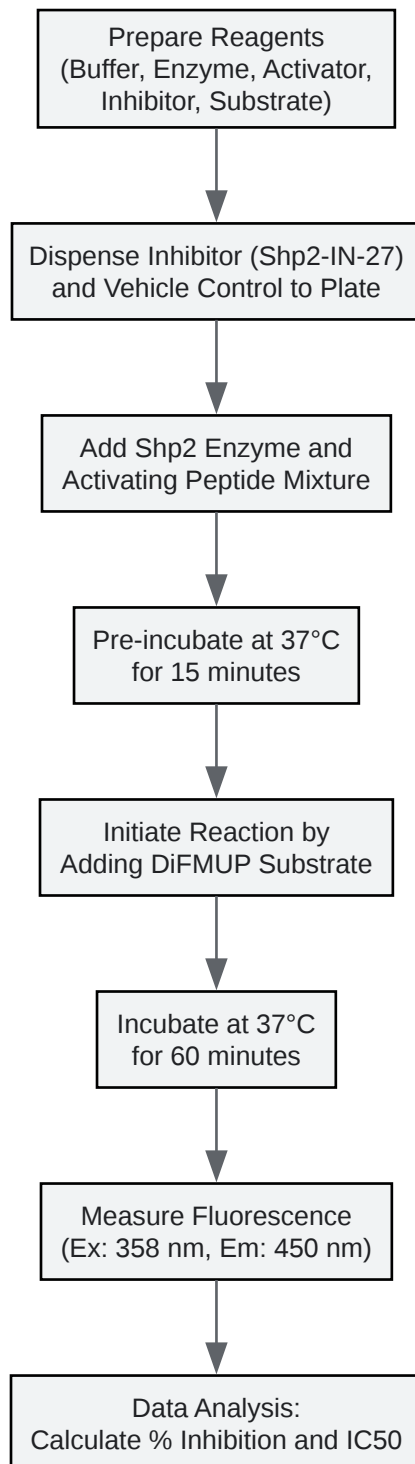 Prepare Reagents
(Buffer, Enzyme, Activator,
Inhibitor, Substrate)
Dispense Inhibitor (Shp2-IN-27)
and Vehicle Control to Plate
Add Shp2 Enzyme and
Activating Peptide Mixture
Pre-incubate at 37°C
for 15 minutes
Initiate Reaction by
Adding DiFMUP Substrate
Incubate at 37°C
for 60 minutes
Measure Fluorescence
(Ex: 358 nm, Em: 450 nm)
Data Analysis:
Calculate % Inhibition and IC50